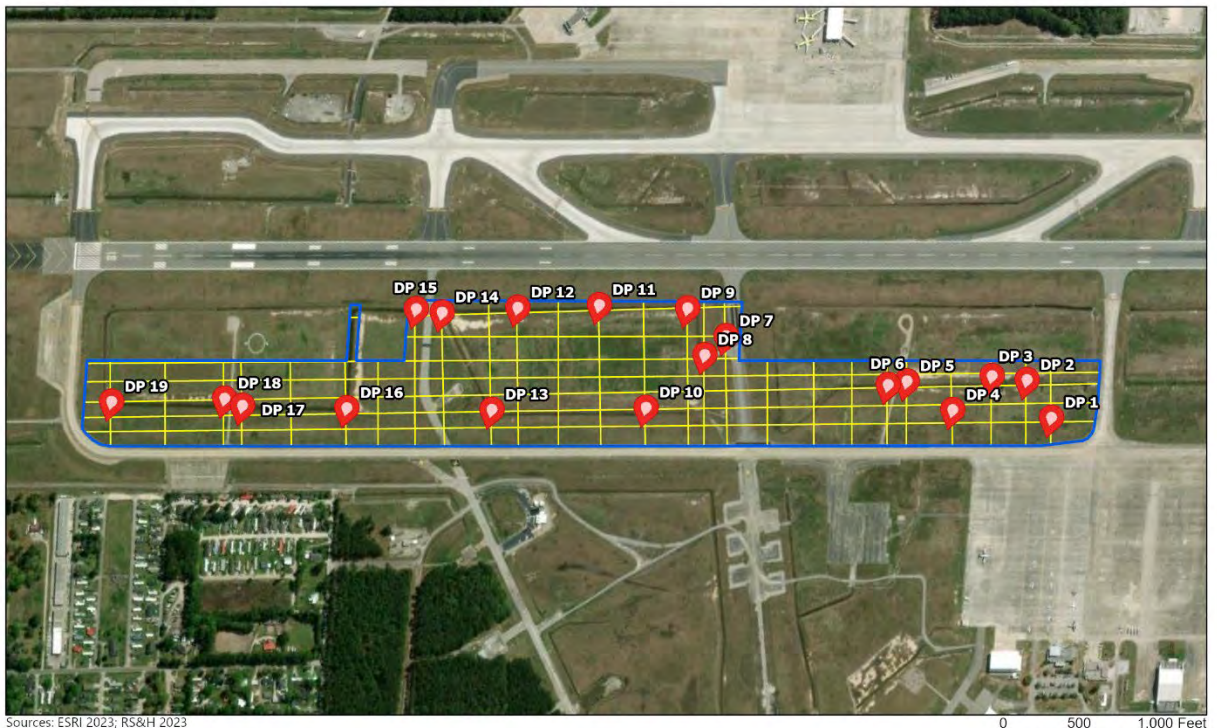 DP 15
DP 14
DP 12
DP 11
DP 9
DP 7
DP 8
DP 6
DP 5
DP 3
DP 2
DP 19
DP 18
DP 17
DP 16
DP 13
DP 10
DP 4
DP 1
Sources: ESRI 2023; RS&H 2023
0 500 1,000 Feet